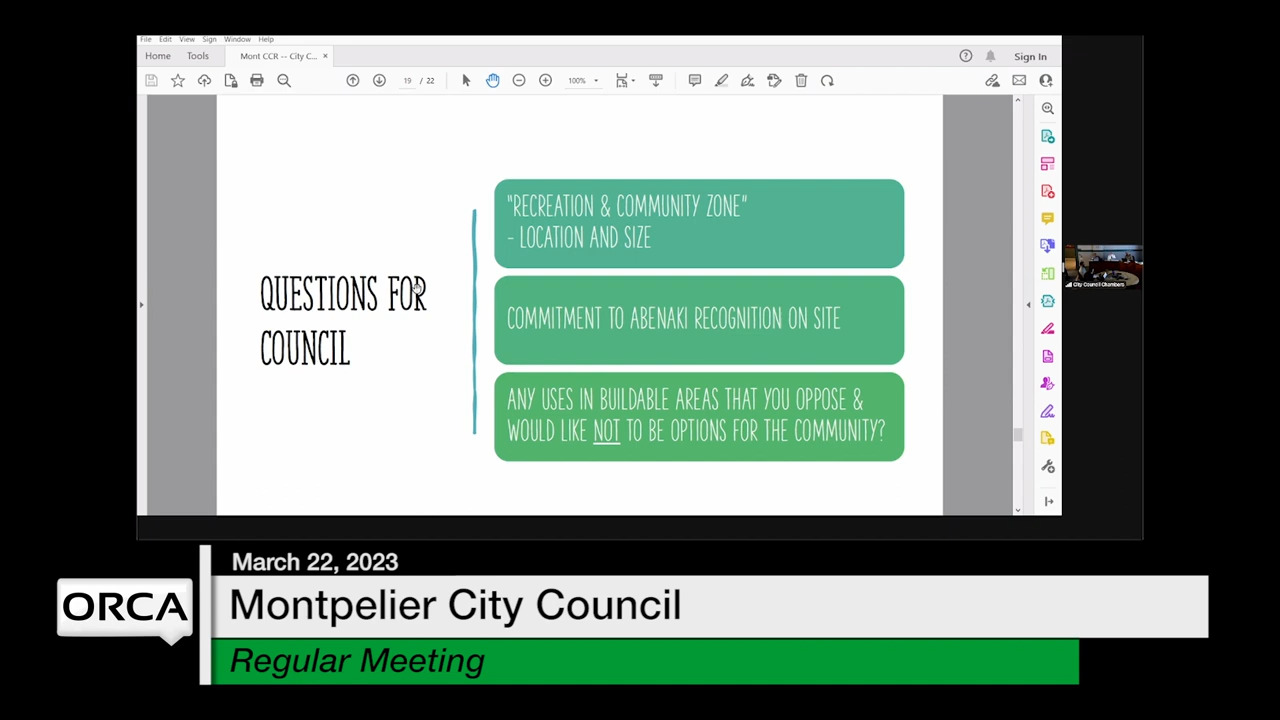 File Edit View Sign Window Help
Home Tools Mont CCR -- City C... × Sign In
19 / 22 100%
"RECREATION & COMMUNITY ZONE"
- LOCATION AND SIZE
QUESTIONS FOR
COUNCIL
COMMITMENT TO ABENAKI RECOGNITION ON SITE
ANY USES IN BUILDABLE AREAS THAT YOU OPPOSE &
WOULD LIKE NOT TO BE OPTIONS FOR THE COMMUNITY?
City Council Chambers
March 22, 2023
ORCA
Montpelier City Council
Regular Meeting